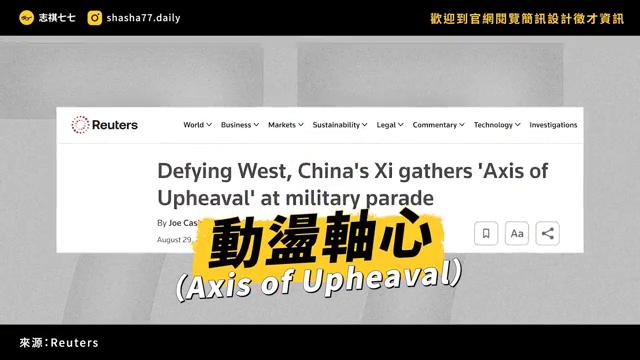 志祺七七 shasha77.daily 歡迎到官網閱覽簡訊設計徵才資訊
Reuters World Business Markets Sustainability Legal Commentary Technology Investigations
Defying West, China's Xi gathers 'Axis of
Upheaval' at military parade
By Joe
August 29,
Aa
動盪軸心
(Axis of Upheaval)
來源:Reuters